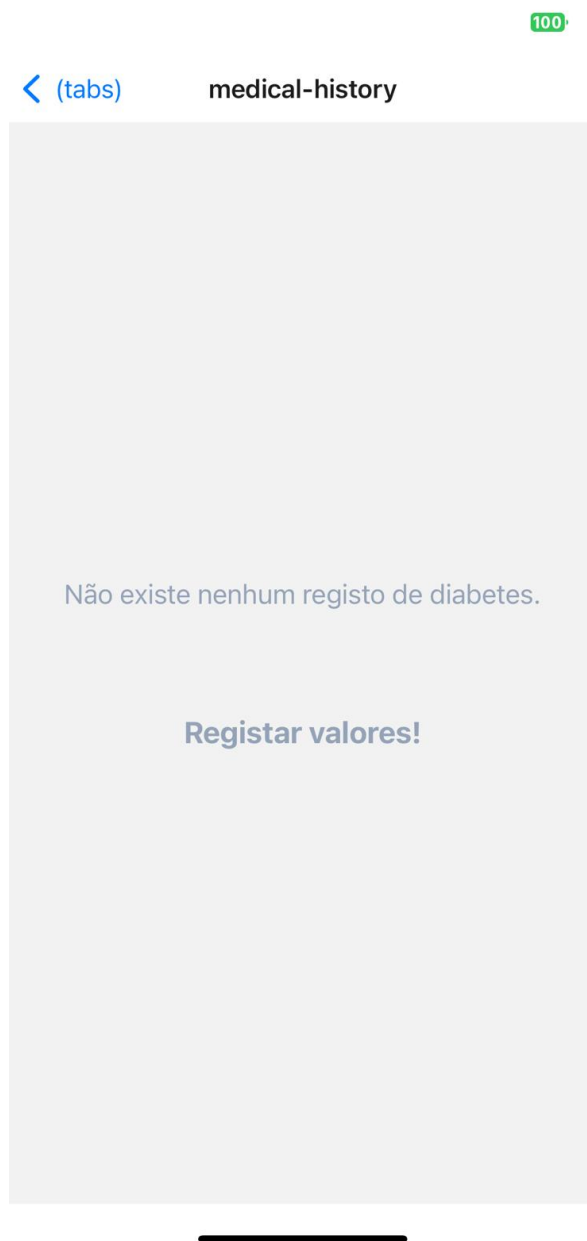 100
(tabs)
medical-history
Não existe nenhum registo de diabetes.
Registar valores!